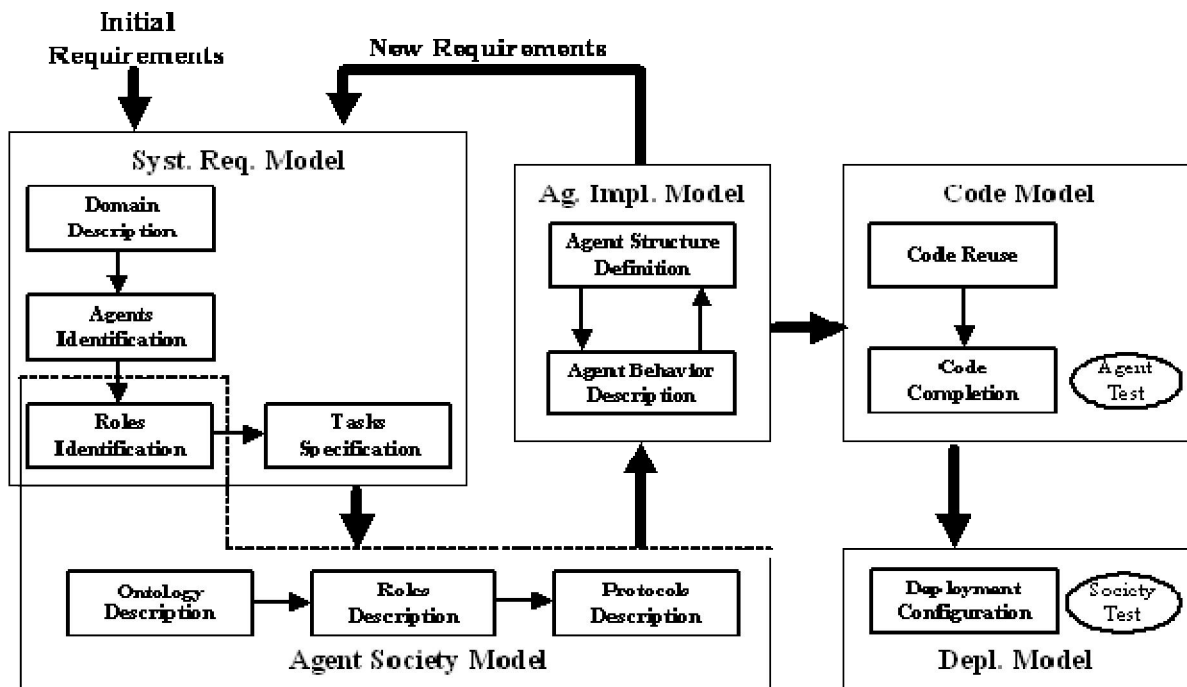 Initial
Requirements
New Requirements
Syst. Req. Model
Domain
Description
Agents
Identification
Roles
Identification
Tasks
Specification
Ag. Impl. Model
Agent Structure
Definition
Agent Behavior
Description
Code Model
Code Reuse
Code
Completion
Agent
Test
Ontology
Description
Roles
Description
Protocols
Description
Agent Society Model
Deployment
Configuration
Society
Test
Depl. Model